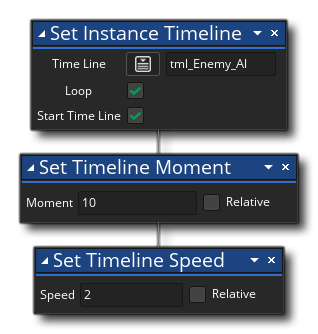 Set Instance Timeline
Time Line tml_Enemy_AI
Loop
Start Time Line
Set Timeline Moment
Moment 10 Relative
Set Timeline Speed
Speed 2 Relative